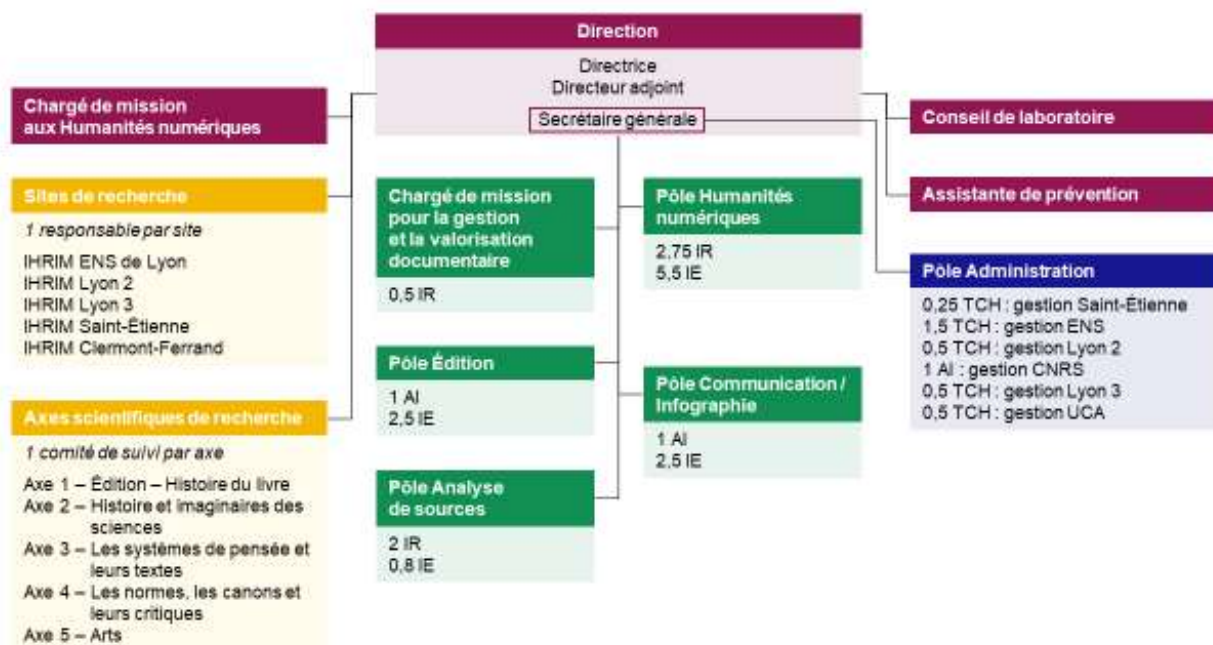 Direction
Directrice
Directeur adjoint
Secrétaire générale
Chargé de mission
aux Humanités numériques
Sites de recherche
1 responsable par site
IHRIM ENS de Lyon
IHRIM Lyon 2
IHRIM Lyon 3
IHRIM Saint-Étienne
IHRIM Clermont-Ferrand
Axes scientifiques de recherche
1 comité de suivi par axe
Axe 1 – Édition – Histoire du livre
Axe 2 – Histoire et imaginaires des
sciences
Axe 3 – Les systèmes de pensée et
leurs textes
Axe 4 – Les normes, les canons et
leurs critiques
Axe 5 – Arts
Chargé de mission
pour la gestion
et la valorisation
documentaire
0,5 IR
Pôle Édition
1 AI
2,5 IE
Pôle Analyse
de sources
2 IR
0,8 IE
Pôle Humanités
numériques
2,75 IR
5,5 IE
Pôle Communication /
Infographie
1 AI
2,5 IE
Conseil de laboratoire
Assistante de prévention
Pôle Administration
0,25 TCH : gestion Saint-Étienne
1,5 TCH : gestion ENS
0,5 TCH : gestion Lyon 2
1 AI : gestion CNRS
0,5 TCH : gestion Lyon 3
0,5 TCH : gestion UCA